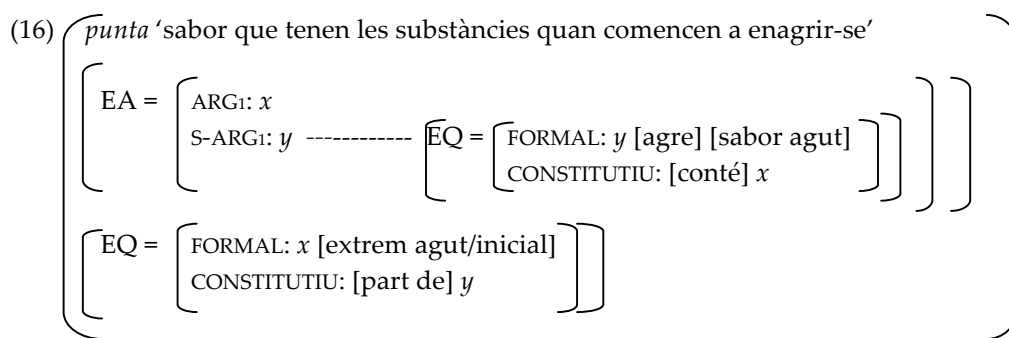 (16) punta ‘sabor que tenen les substàncies quan comencen a enagrir-se’
EA = ARG1: x
S-ARG1: y ------------ EQ = FORMAL: y [agre] [sabor agut]
CONSTITUTIU: [conté] x
EQ = FORMAL: x [extrem agut/inicial]
CONSTITUTIU: [part de] y